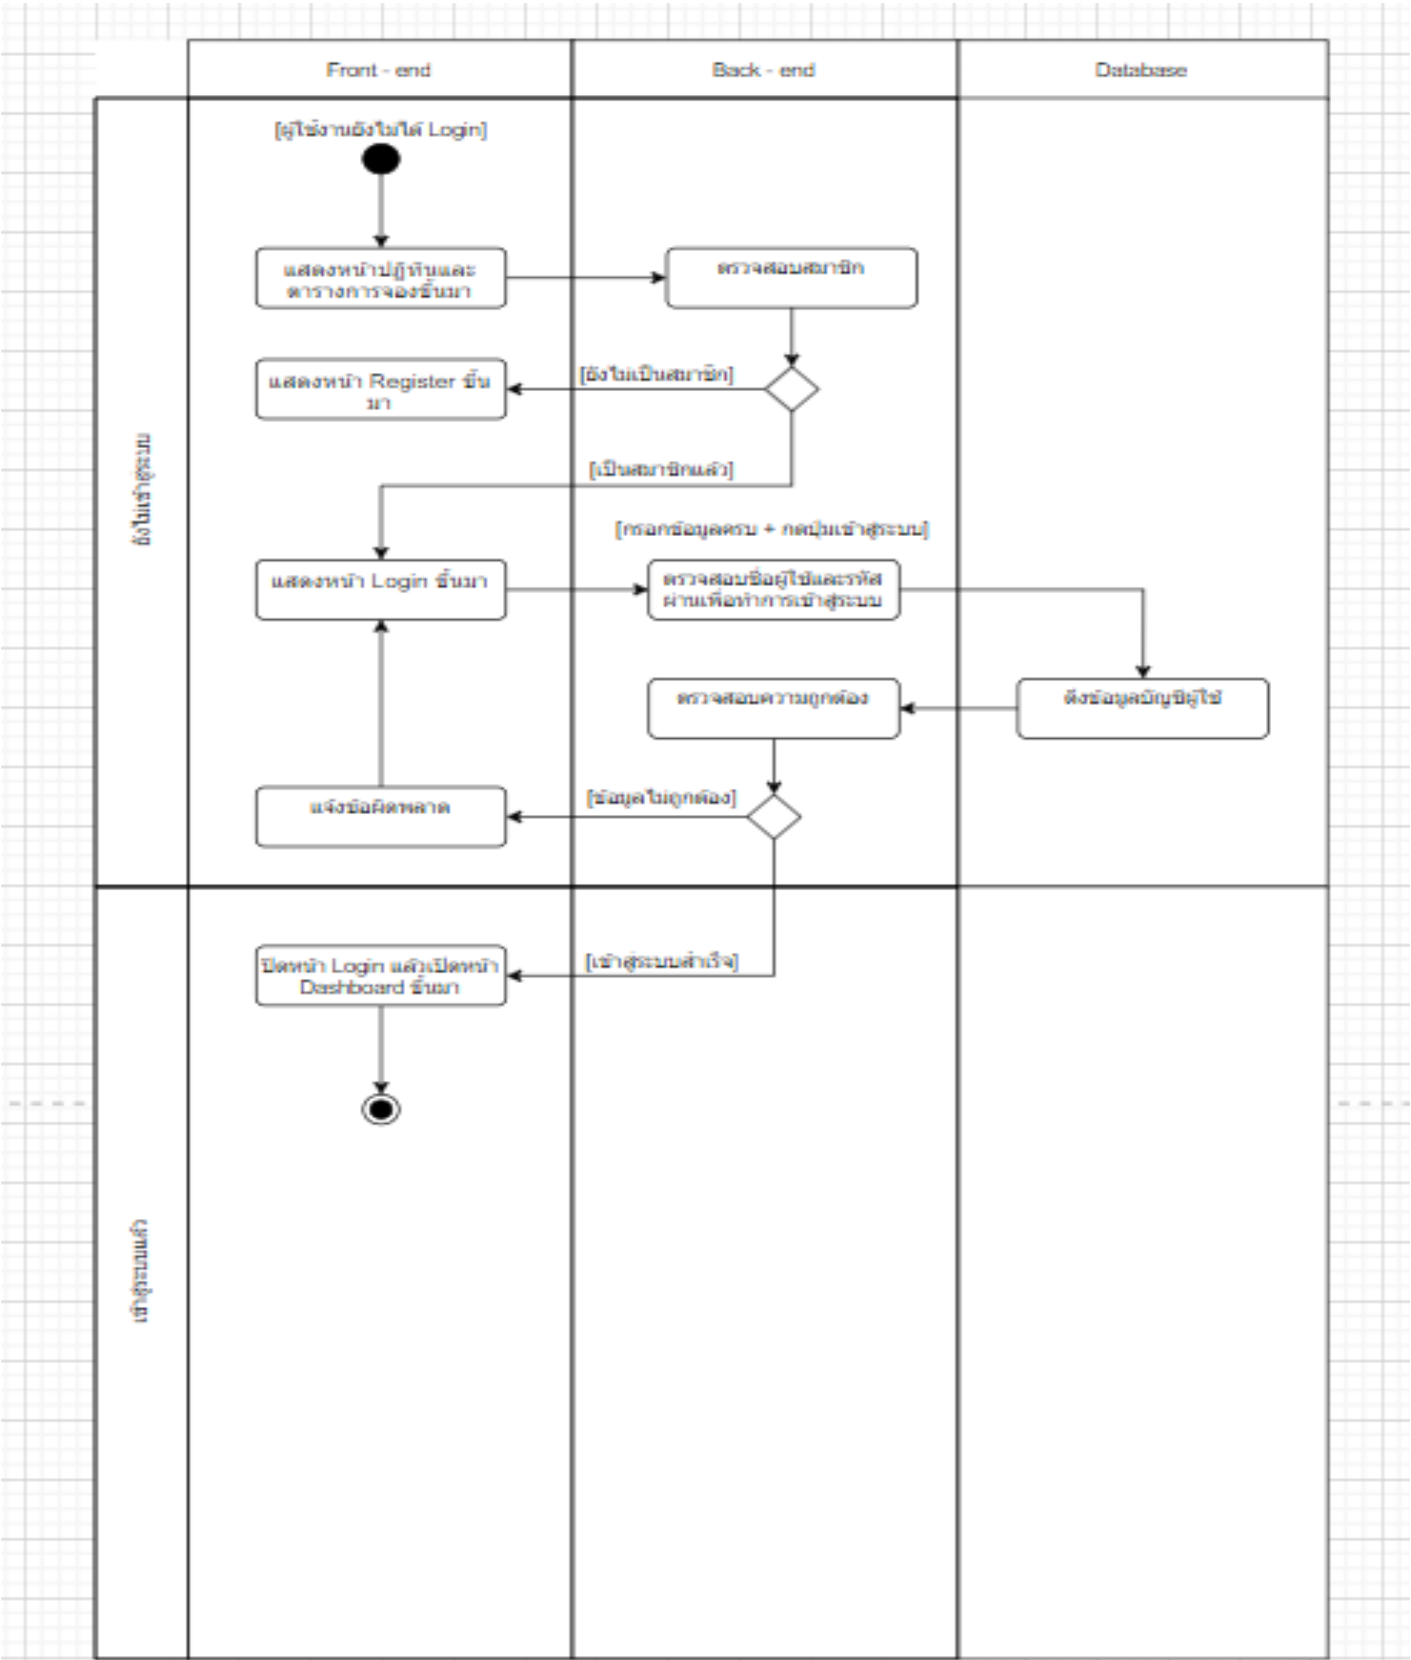 Front - end
Back - end
Database
[ผู้ใช้งานยังไม่ได้ Login]
แสดงหน้าปฏิทินและ
ตารางการจองขึ้นมา
ตรวจสอบสมาชิก
[ยังไม่เป็นสมาชิก]
แสดงหน้า Register ขึ้น
มา
[เป็นสมาชิกแล้ว]
ยังไม่เข้าสู่ระบบ
[กรอกข้อมูลครบ + กดปุ่มเข้าสู่ระบบ]
แสดงหน้า Login ขึ้นมา
ตรวจสอบชื่อผู้ใช้และรหัส
ผ่านเพื่อทำการเข้าสู่ระบบ
ตรวจสอบความถูกต้อง
ดึงข้อมูลบัญชีผู้ใช้
[ข้อมูลไม่ถูกต้อง]
แจ้งข้อผิดพลาด
[เข้าสู่ระบบสำเร็จ]
ปิดหน้า Login แล้วเปิดหน้า
Dashboard ขึ้นมา
เข้าสู่ระบบแล้ว